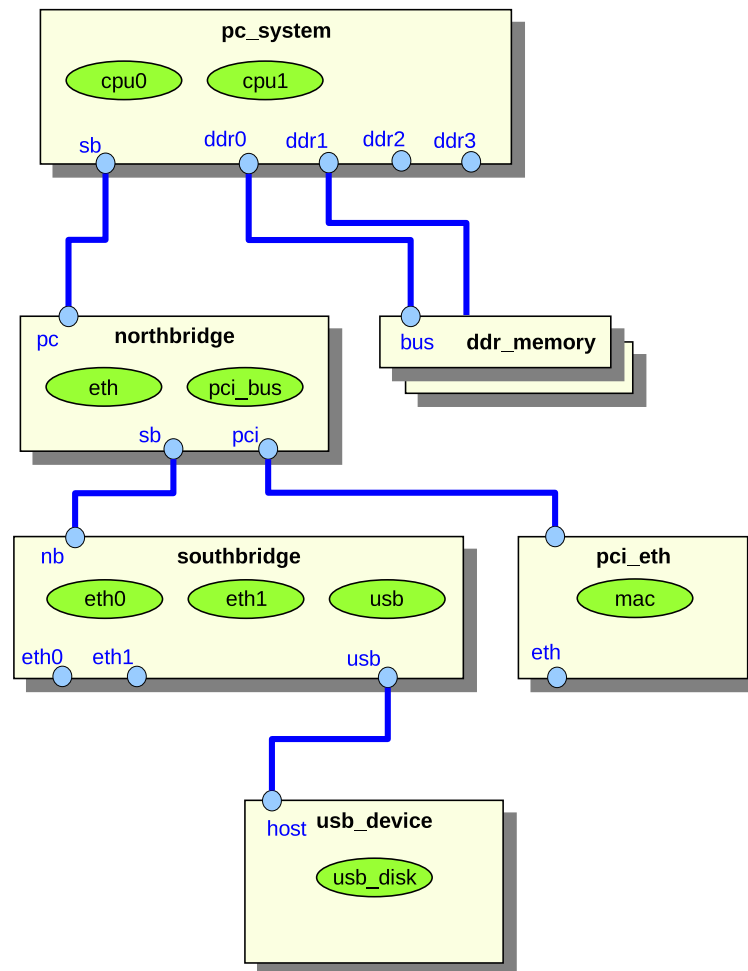 pc_system
cpu0 cpu1
sb ddr0 ddr1 ddr2 ddr3
pc northbridge
bus ddr_memory
eth pci_bus
sb pci
nb southbridge
pci_eth
eth0 eth1 usb
mac
eth0 eth1 usb
eth
host usb_device
usb_disk